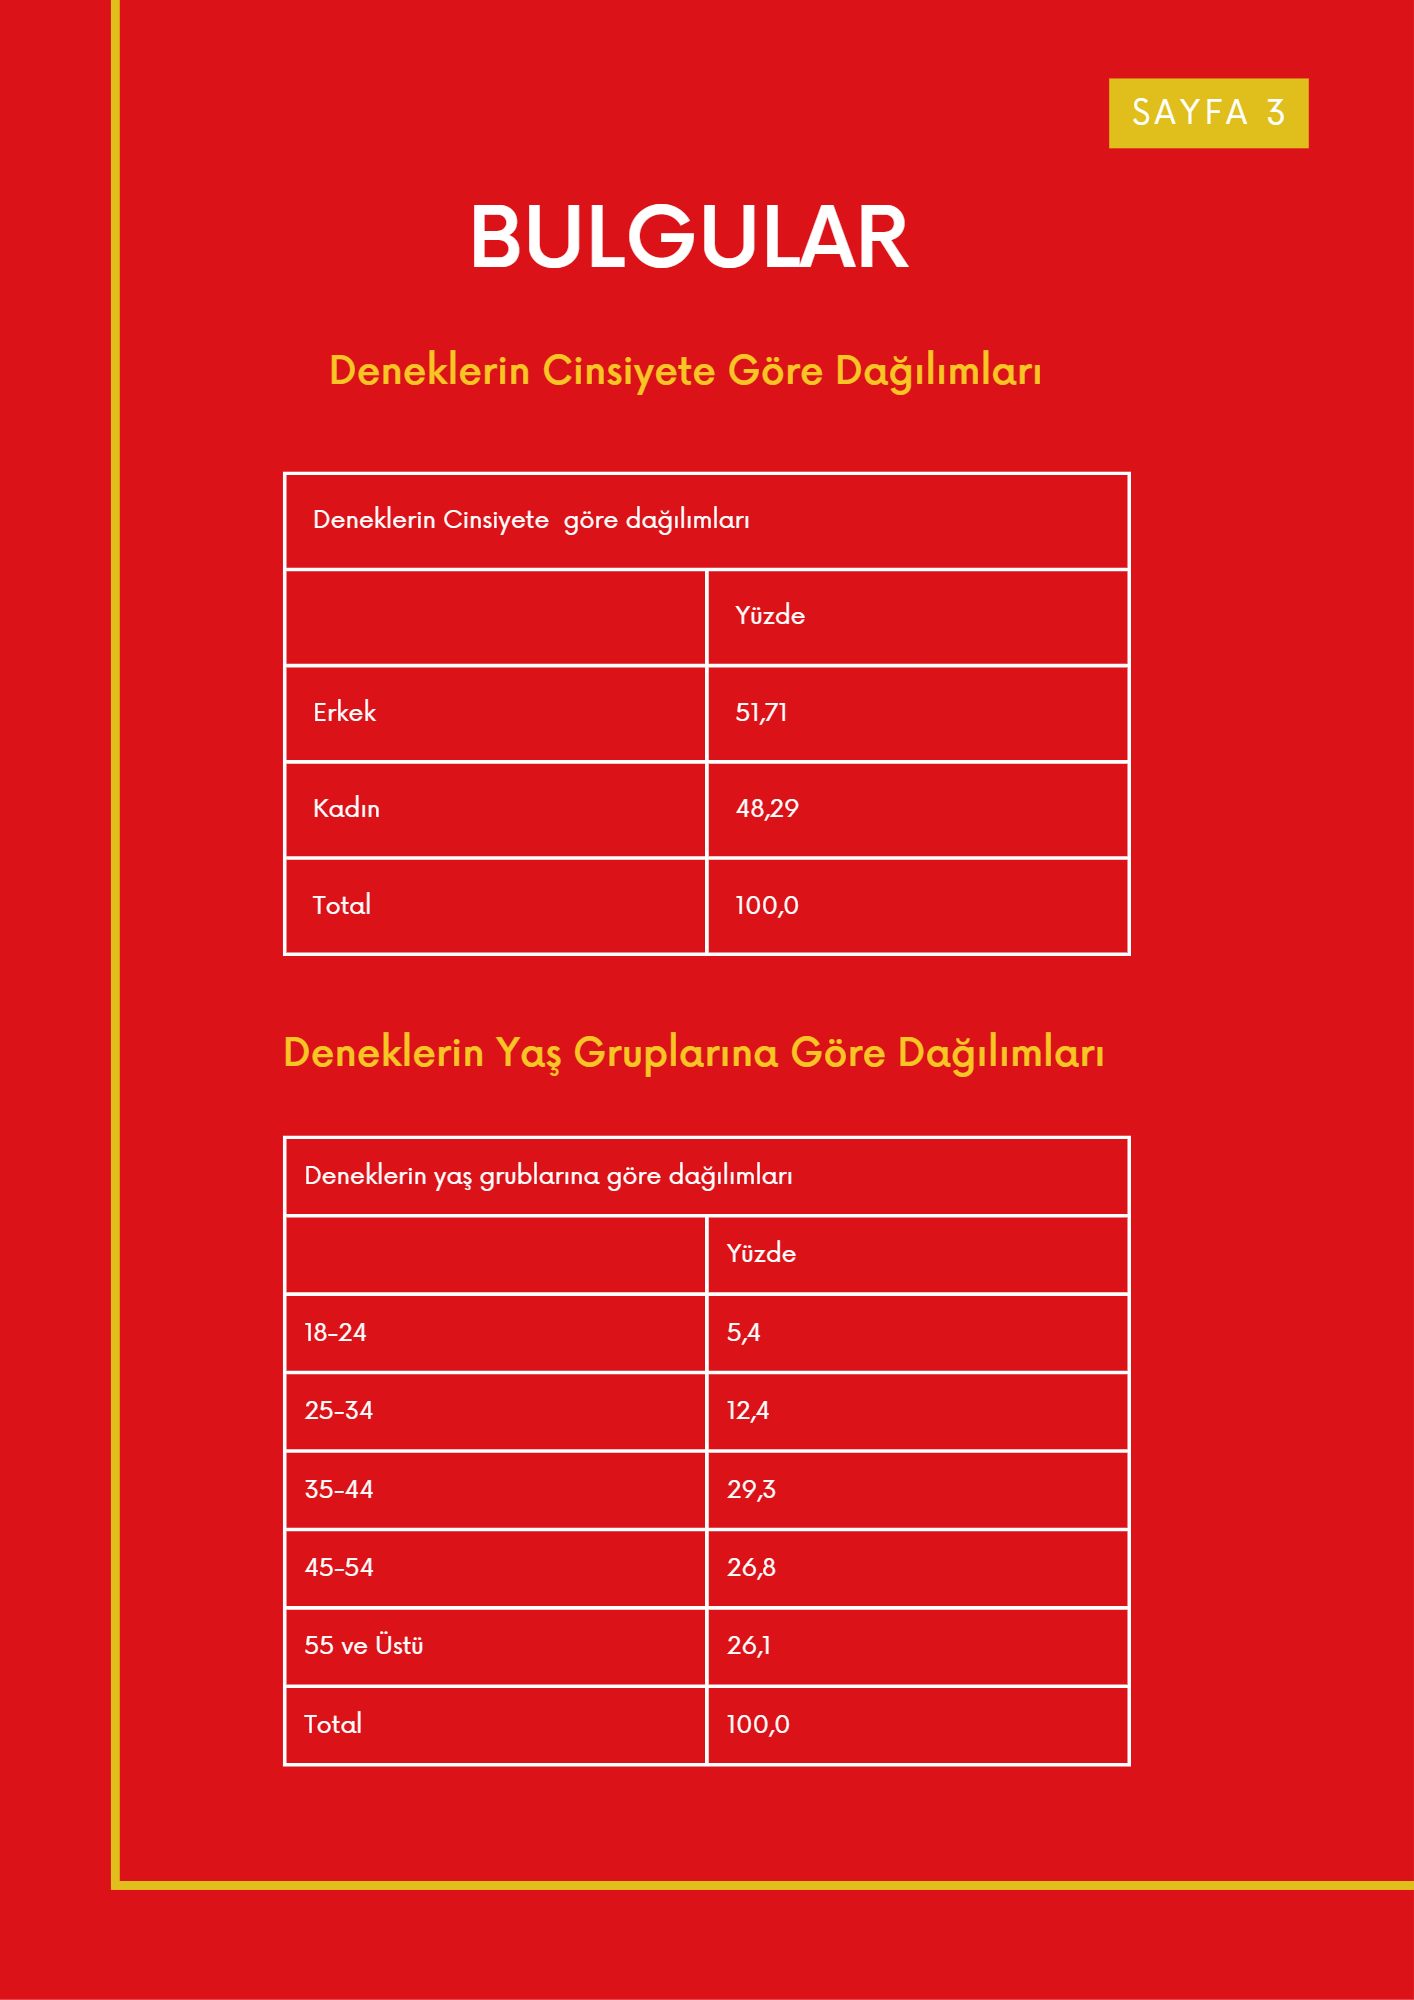 SAYFA 3
BULGULAR
Deneklerin Cinsiyete Göre Dağılımları
Deneklerin Cinsiyete göre dağılımları
Yüzde
Erkek 51,71
Kadın 48,29
Total 100,0
Deneklerin Yaş Gruplarına Göre Dağılımları
Deneklerin yaş grublarına göre dağılımları
Yüzde
18-24 5,4
25-34 12,4
35-44 29,3
45-54 26,8
55 ve Üstü 26,1
Total 100,0